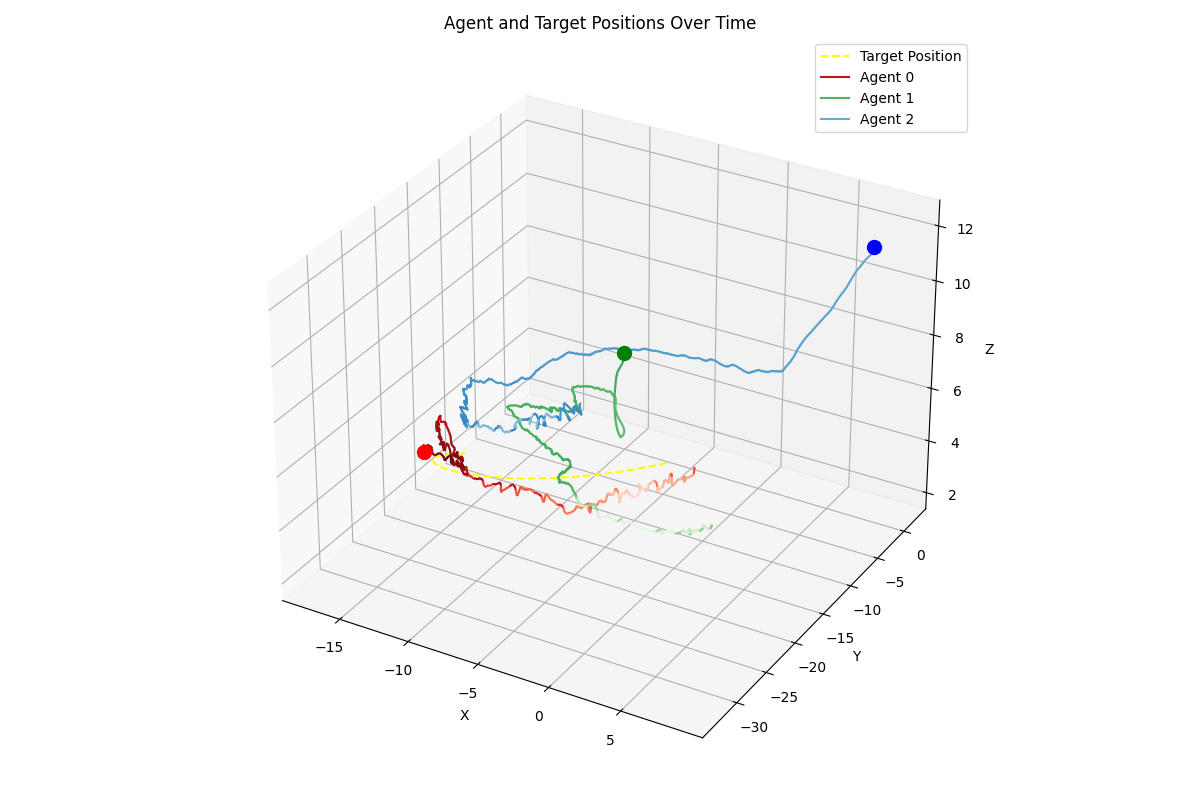 Agent and Target Positions Over Time
Target Position
Agent 0
Agent 1
Agent 2
12
10
8
6
4
2
Z
0
−5
−10
−15
−20
−25
−30
Y
−15
−10
−5
0
5
X